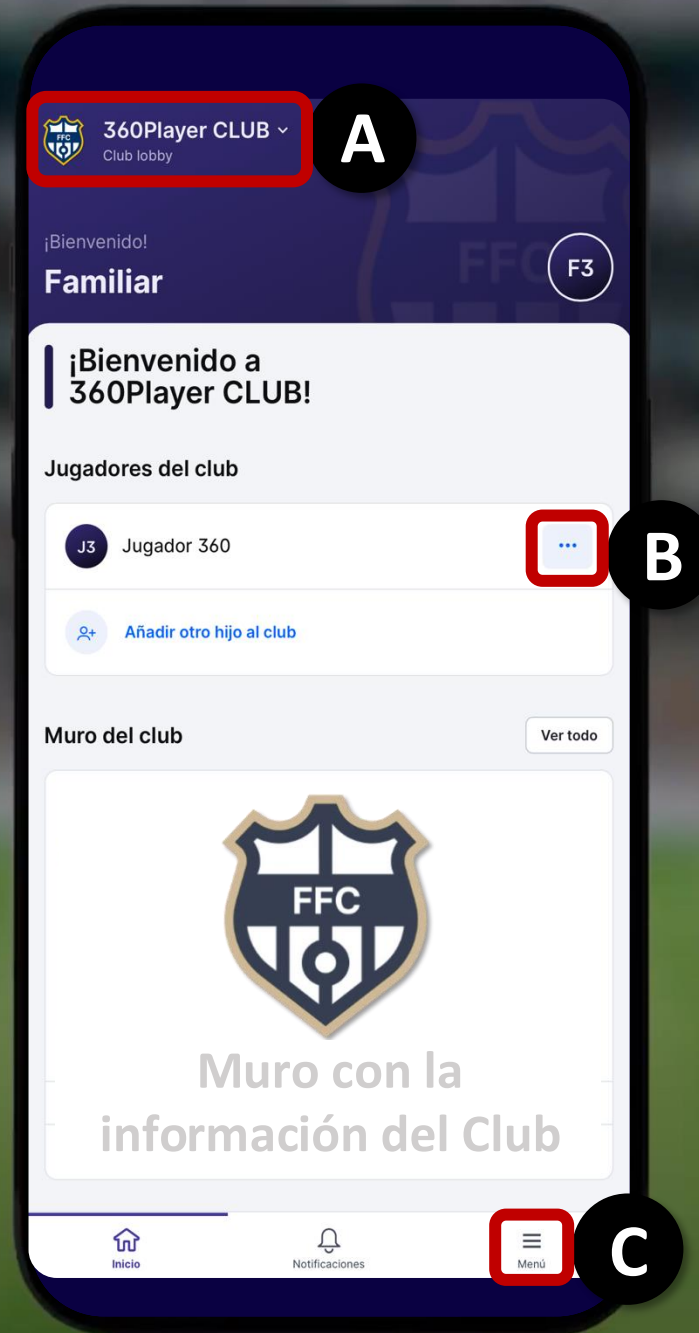 FFC
360Player CLUB
Club lobby
A
¡Bienvenido!
Familiar
FFC
F3
¡Bienvenido a
360Player CLUB!
Jugadores del club
J3
Jugador 360
B
Añadir otro hijo al club
Muro del club
Ver todo
FFC
Muro con la
información del Club
Inicio
Notificaciones
Menú
C